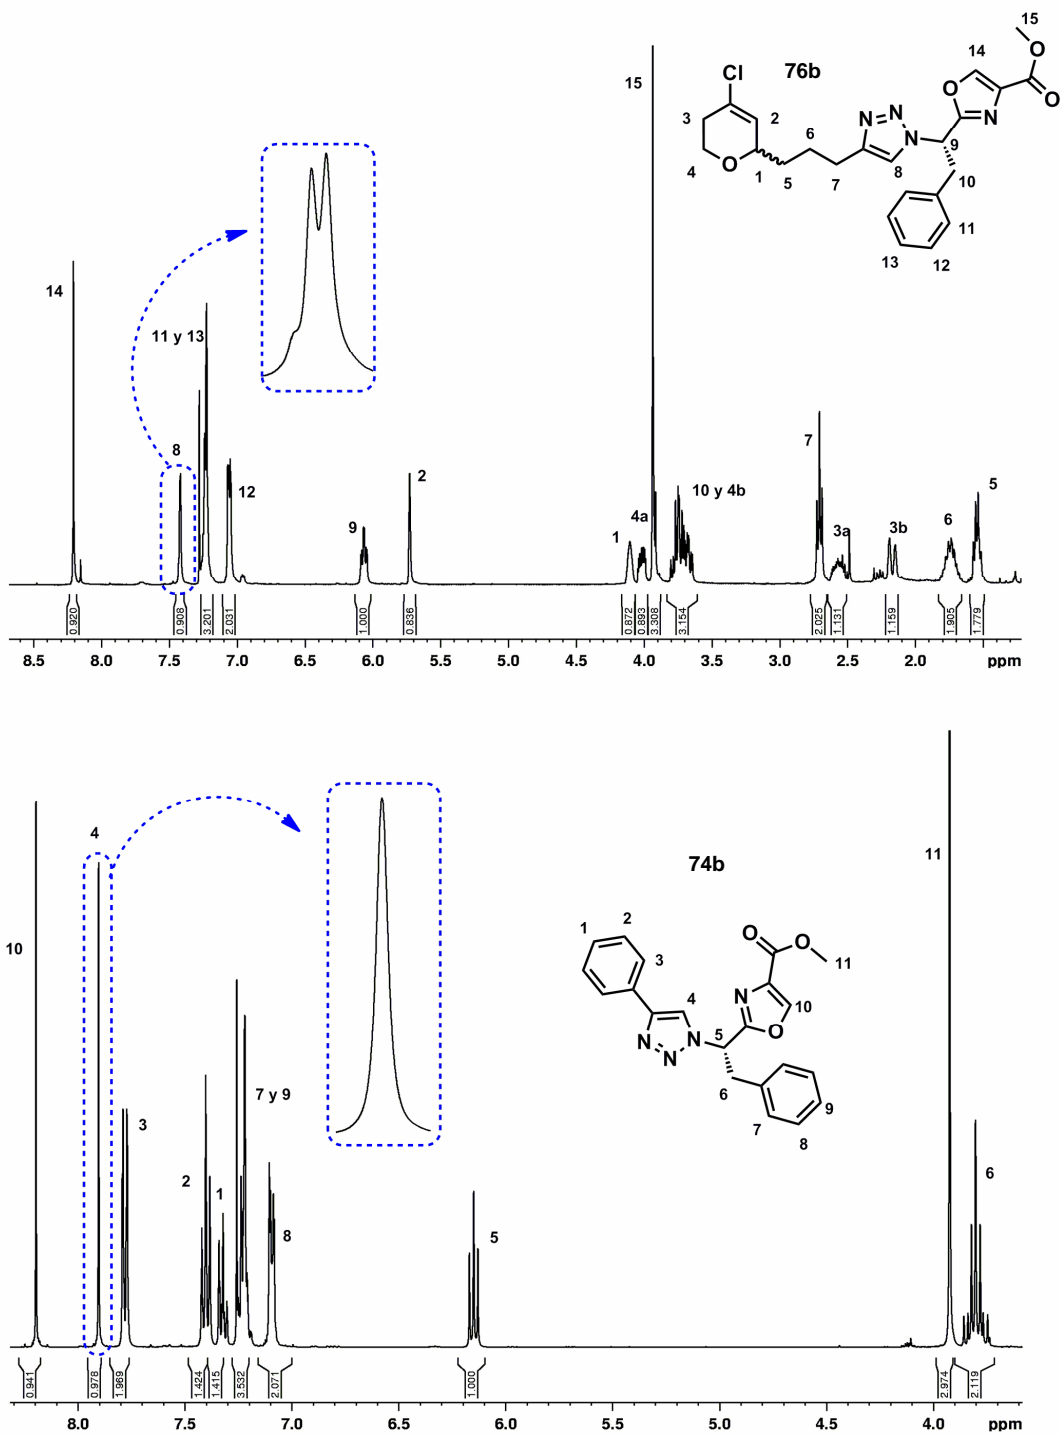 15
O
14
O
O
76b
Cl
15
O
N
N
N
N
3
2
6
9
O
4
1
5
7
8
10
11
13
12
14
11 y 13
8
12
9
2
1
4a
10 y 4b
7
3a
3b
6
5
0.920
0.908
3.201
2.031
1.000
0.836
0.872
0.893
3.308
3.154
2.025
1.131
1.159
1.905
1.779
8.5 8.0 7.5 7.0 6.5 6.0 5.5 5.0 4.5 4.0 3.5 3.0 2.5 2.0 ppm
4
74b
11
10
2
1
3
O
O
11
4
N
10
5
O
N
N
N
6
9
7
8
3
7 y 9
2
1
8
5
6
0.941
0.978
1.969
1.424
1.415
3.532
2.071
1.000
2.974
2.119
8.0 7.5 7.0 6.5 6.0 5.5 5.0 4.5 4.0 ppm